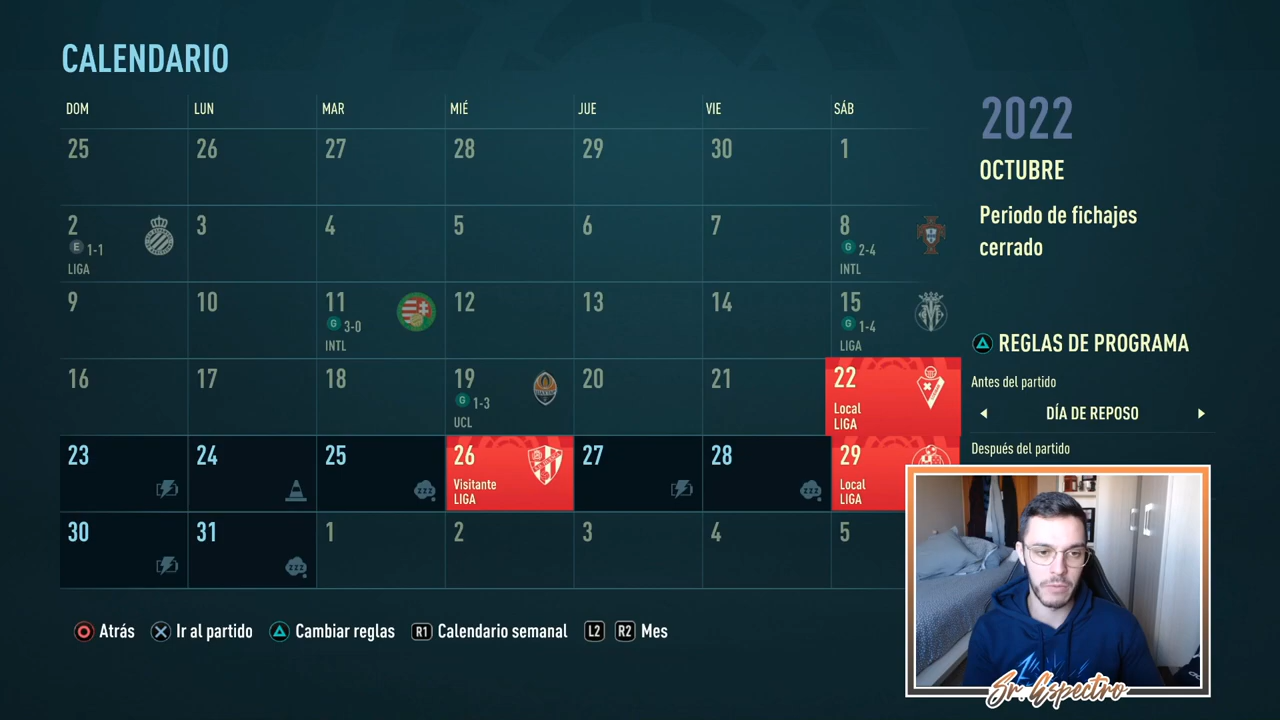 CALENDARIO
DOM LUN MAR MIÉ JUE VIE SÁB
25 26 27 28 29 30 1
2 3 4 5 6 7 8
E 1-1 G 2-4
LIGA INTL
9 10 11 12 13 14 15
G 3-0 G 1-4
INTL LIGA
16 17 18 19 20 21 22
G 1-3 Local
UCL LIGA
23 24 25 26 27 28 29
zzz Visitante zzz Local
LIGA LIGA
30 31 1 2 3 4 5
zzz
2022
OCTUBRE
Periodo de fichajes
cerrado
REGLAS DE PROGRAMA
Antes del partido
DÍA DE REPOSO
Después del partido
Atrás Ir al partido Cambiar reglas R1 Calendario semanal L2 R2 Mes
Sr. Espectro